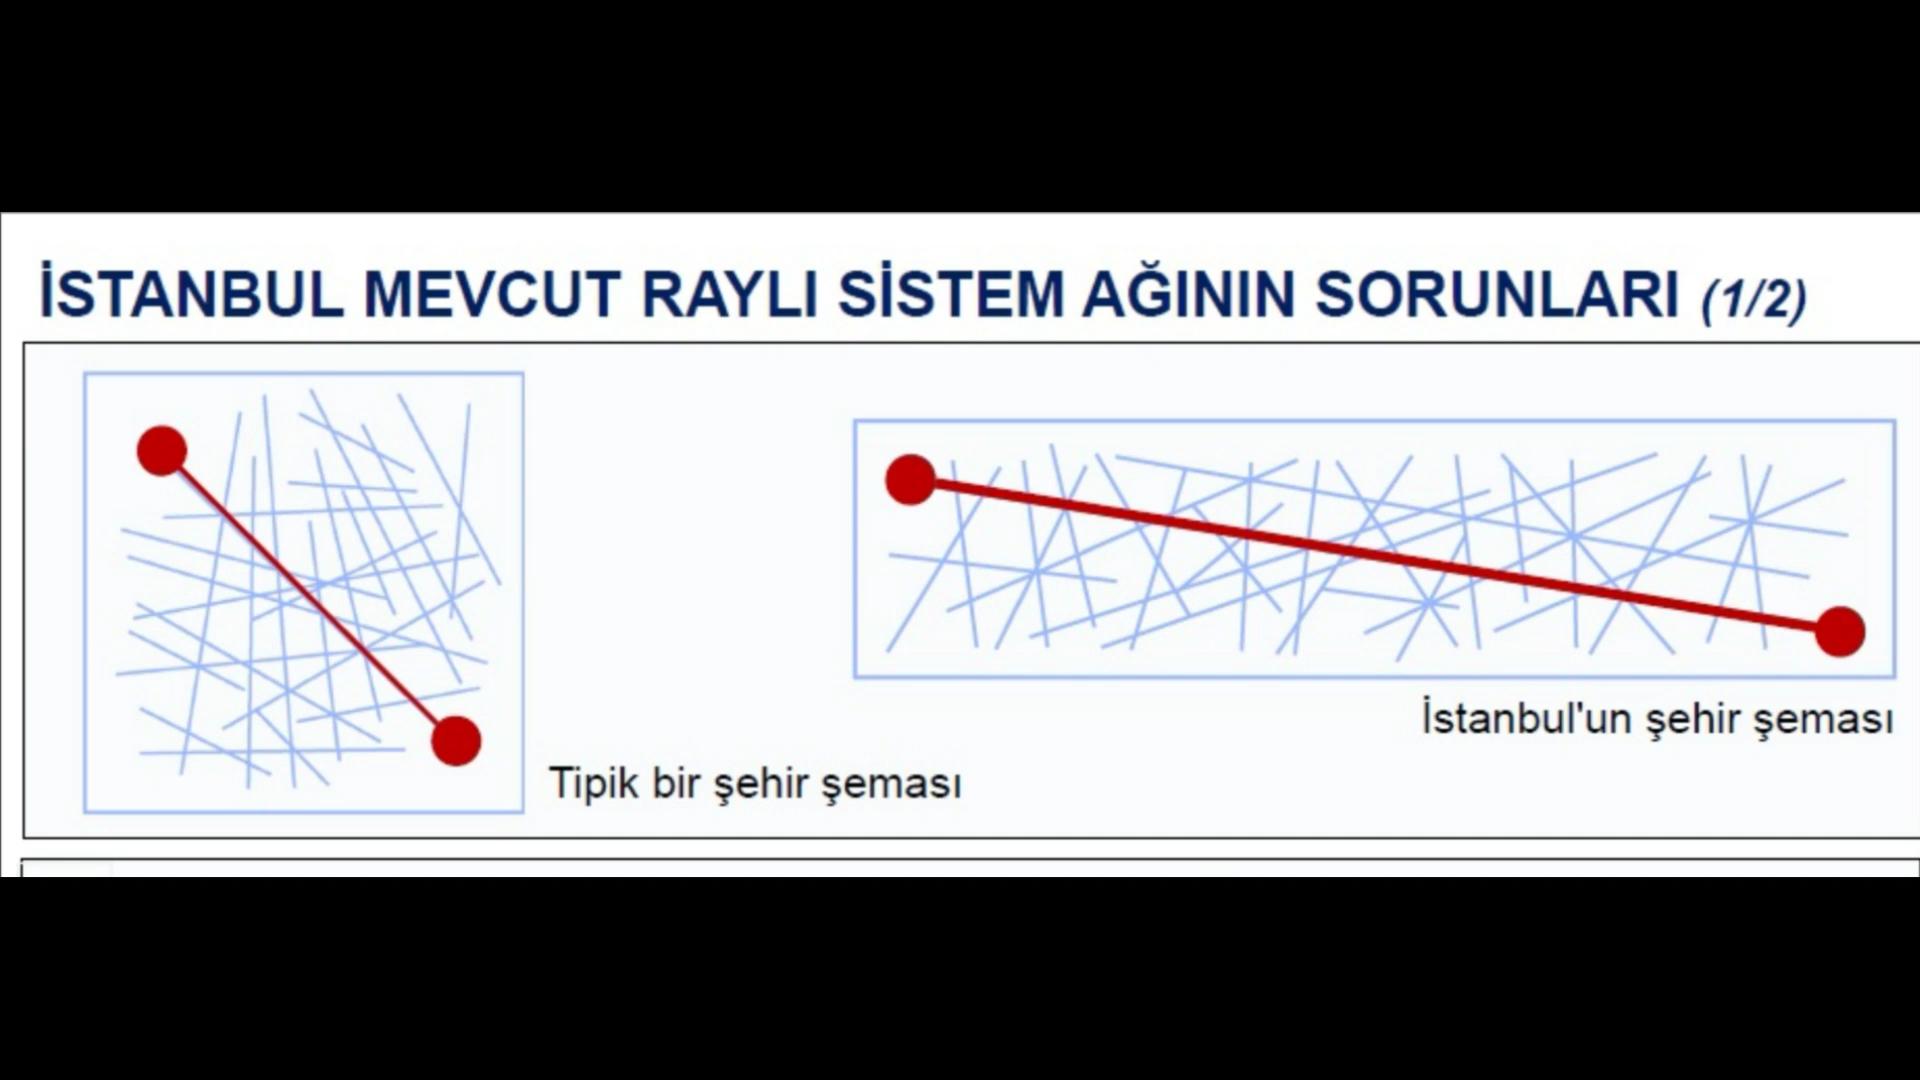 İSTANBUL MEVCUT RAYLI SİSTEM AĞININ SORUNLARI (1/2)
Tipik bir şehir şeması
İstanbul'un şehir şeması